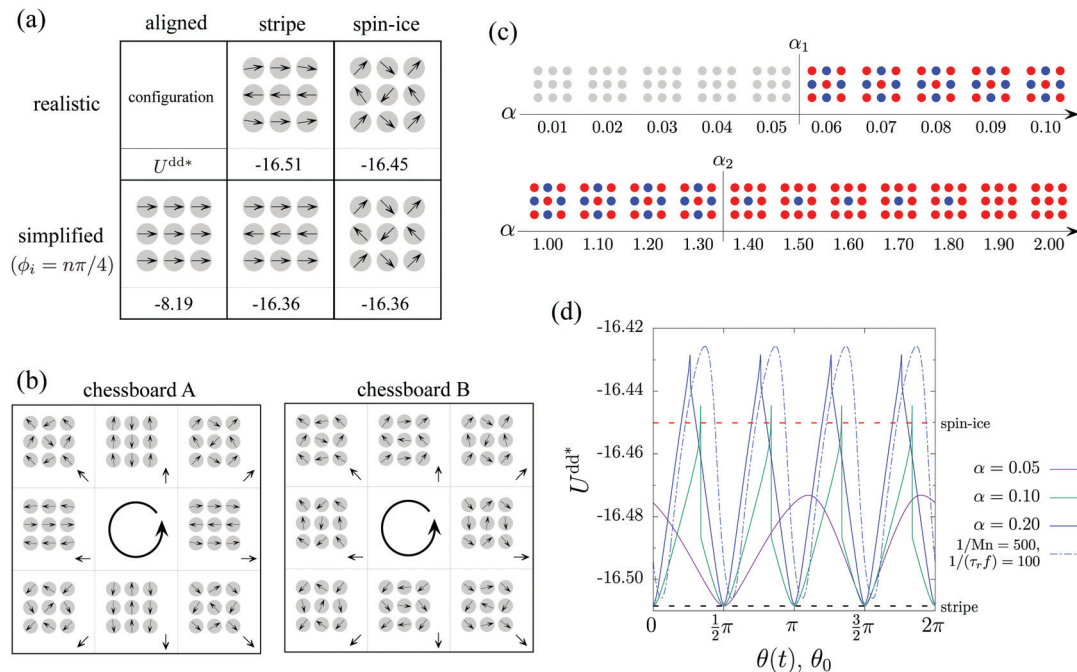 (a)
aligned stripe spin-ice
realistic
configuration
U^dd* -16.51 -16.45
simplified
(ϕ_i = nπ/4)
-8.19 -16.36 -16.36
(b)
chessboard A
chessboard B
(c)
α_1
α 0.01 0.02 0.03 0.04 0.05 0.06 0.07 0.08 0.09 0.10
α_2
α 1.00 1.10 1.20 1.30 1.40 1.50 1.60 1.70 1.80 1.90 2.00
(d)
U^dd*
-16.42
-16.44
-16.46
-16.48
-16.50
spin-ice
stripe
α = 0.05
α = 0.10
α = 0.20
1/Mn = 500,
1/(τ_r f) = 100
0 1/2π π 3/2π 2π
θ(t), θ_0